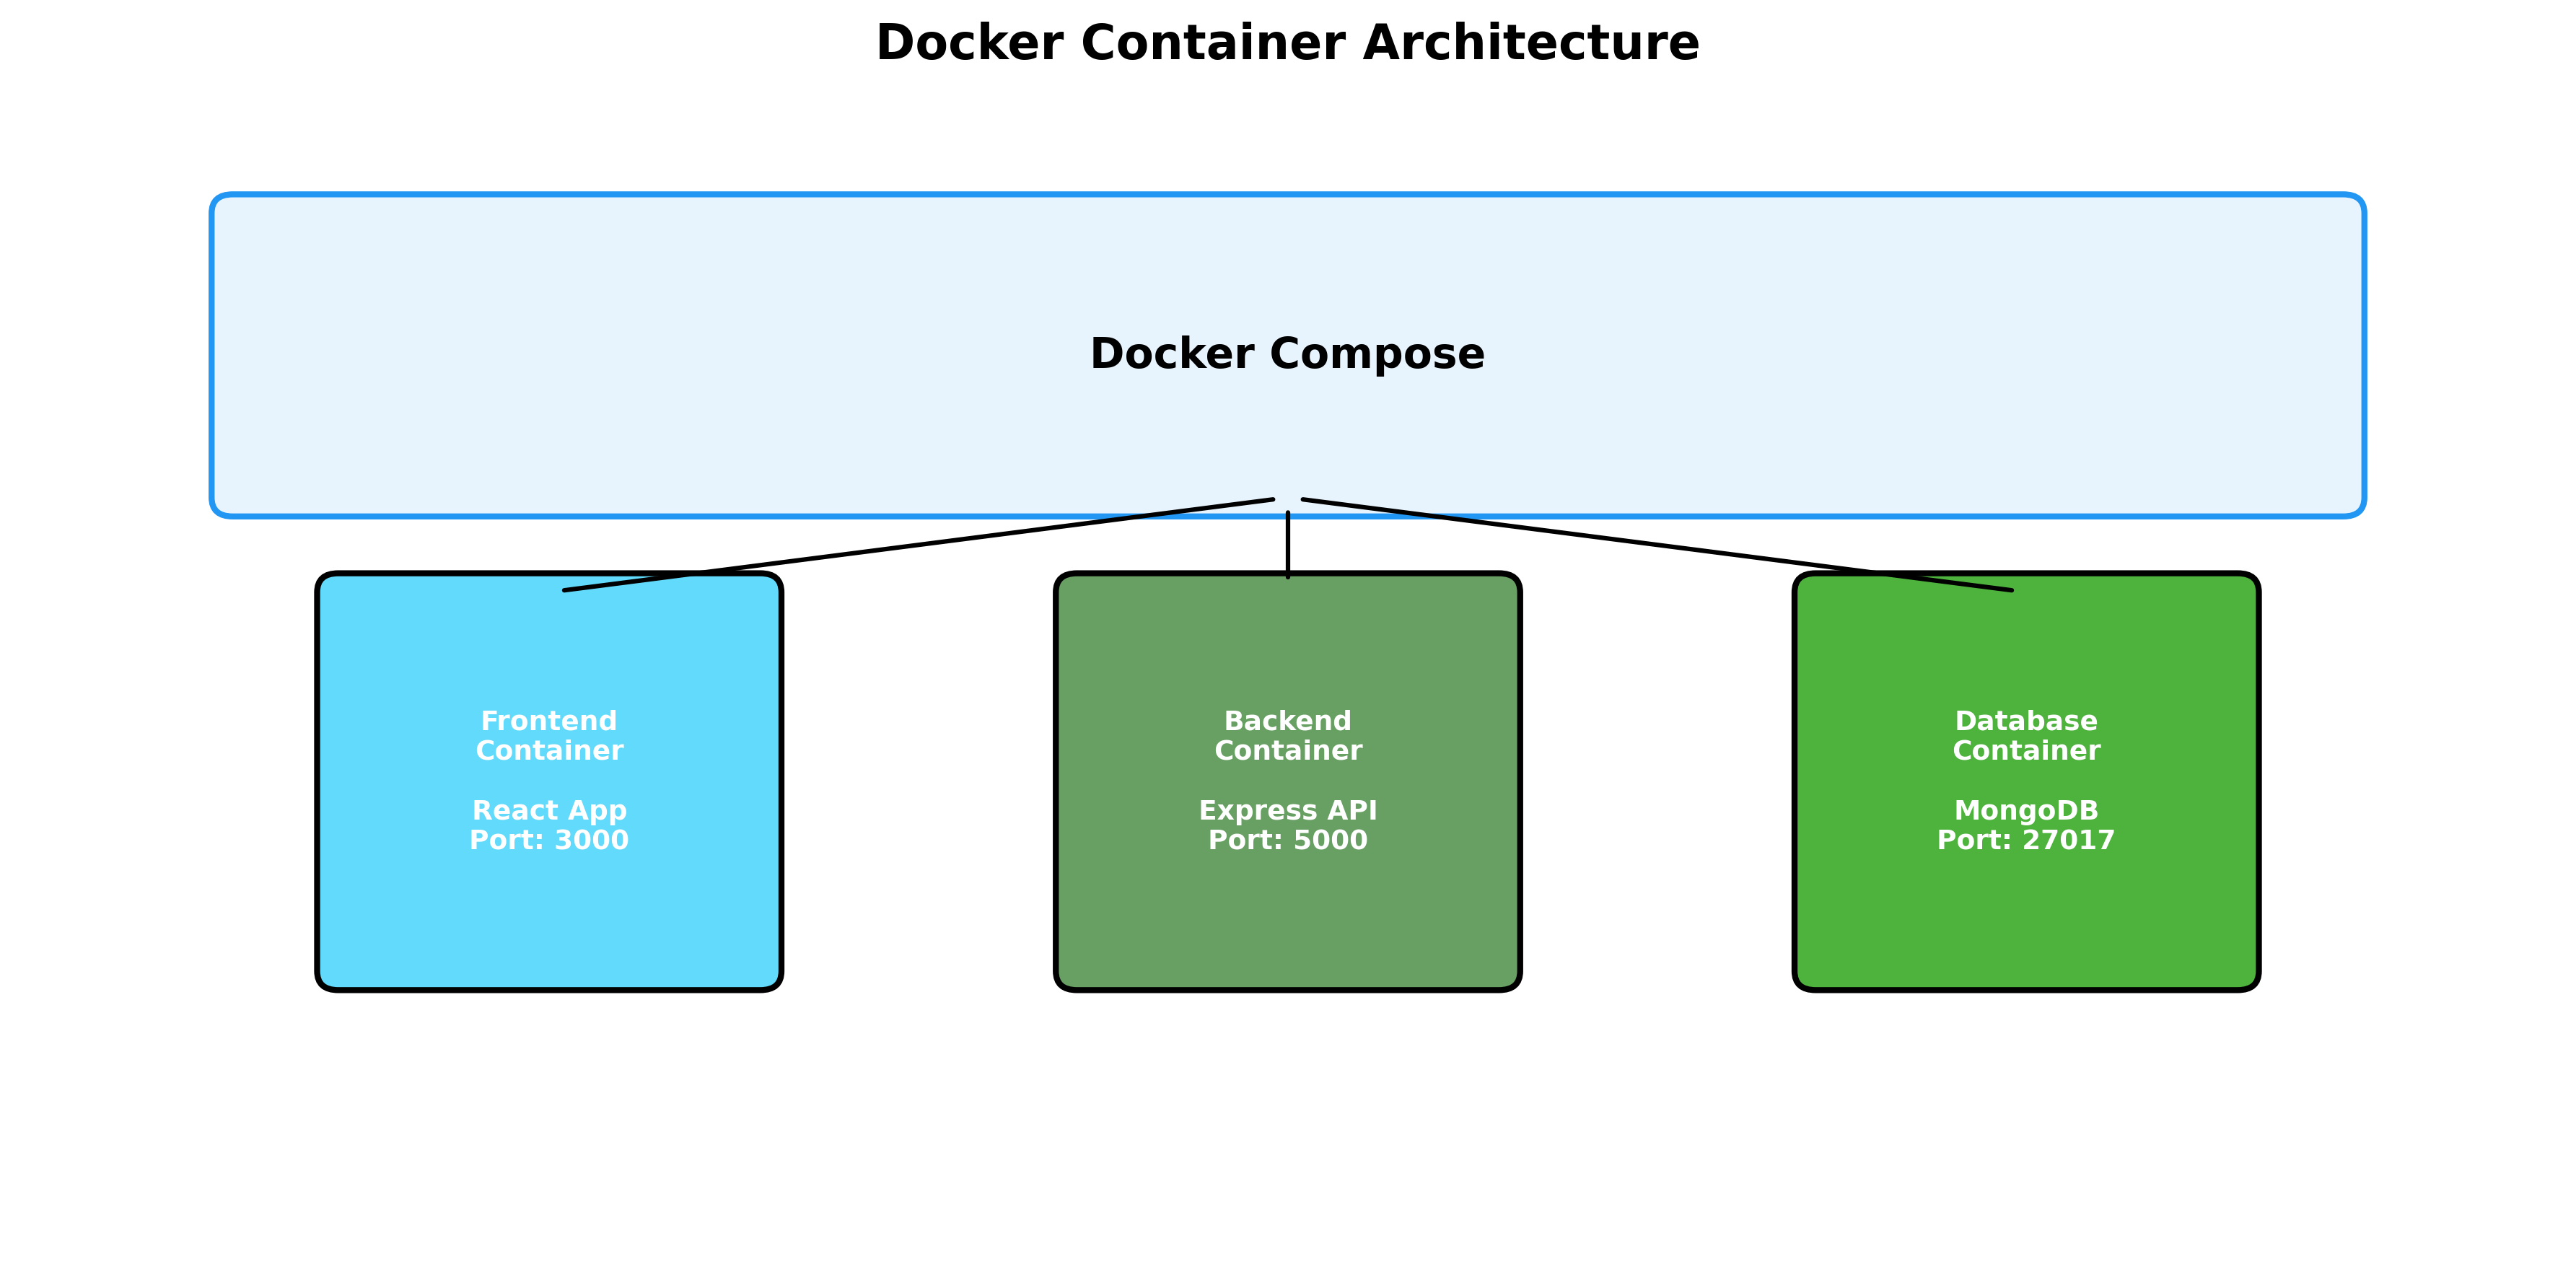 Docker Container Architecture
Docker Compose
Frontend
Container
React App
Port: 3000
Backend
Container
Express API
Port: 5000
Database
Container
MongoDB
Port: 27017